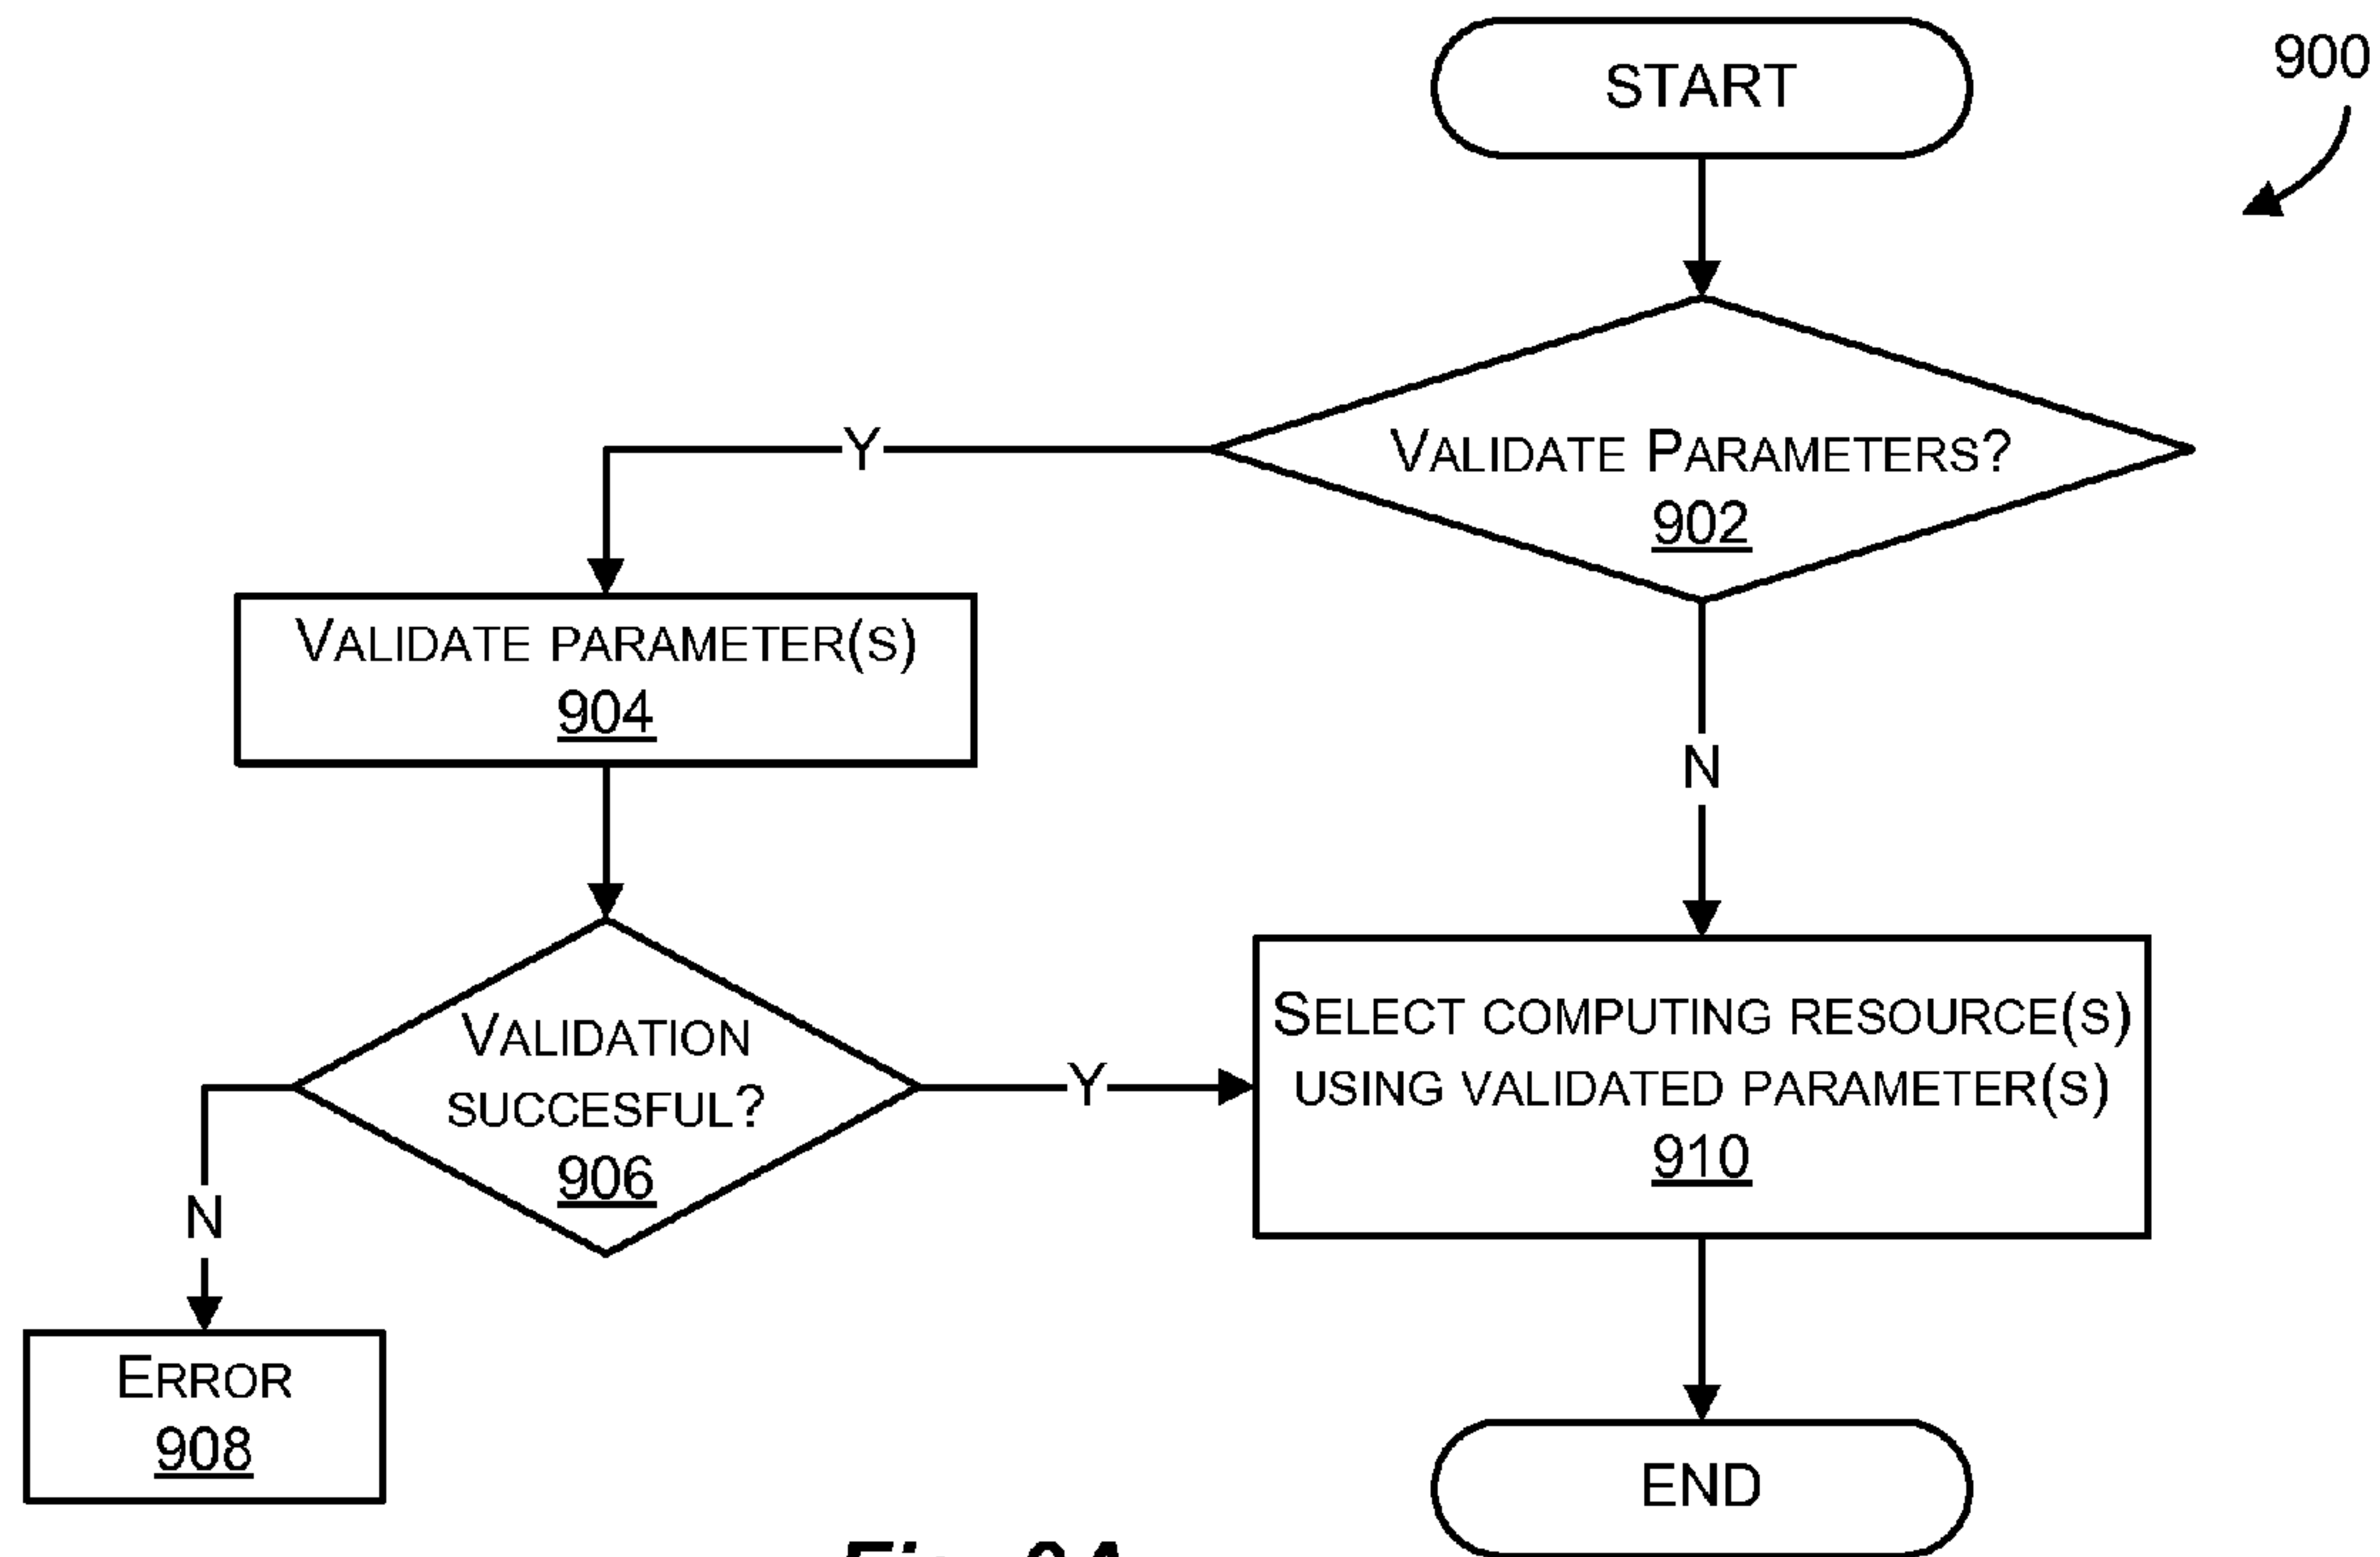 START
900
VALIDATE PARAMETERS?
902
Y
VALIDATE PARAMETER(S)
904
N
VALIDATION
SUCCESFUL?
906
Y
SELECT COMPUTING RESOURCE(S)
USING VALIDATED PARAMETER(S)
910
N
ERROR
908
END